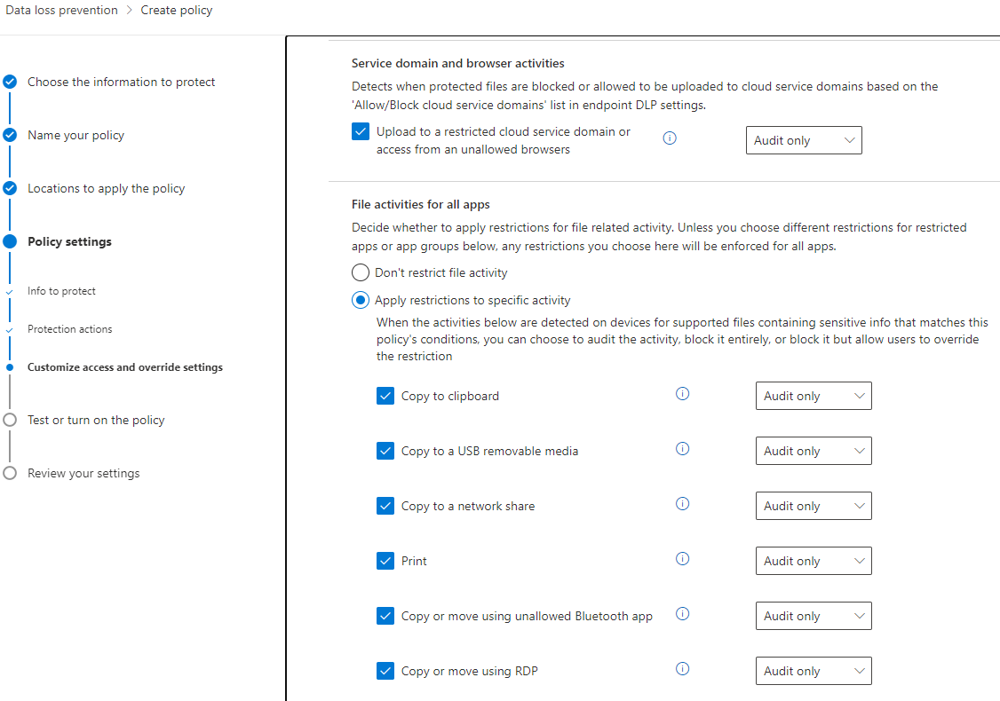 Data loss prevention > Create policy
Choose the information to protect
Name your policy
Locations to apply the policy
Policy settings
Info to protect
Protection actions
Customize access and override settings
Test or turn on the policy
Review your settings
Service domain and browser activities
Detects when protected files are blocked or allowed to be uploaded to cloud service domains based on the
'Allow/Block cloud service domains' list in endpoint DLP settings.
Upload to a restricted cloud service domain or
access from an unallowed browsers
Audit only
File activities for all apps
Decide whether to apply restrictions for file related activity. Unless you choose different restrictions for restricted
apps or app groups below, any restrictions you choose here will be enforced for all apps.
Don't restrict file activity
Apply restrictions to specific activity
When the activities below are detected on devices for supported files containing sensitive info that matches this
policy's conditions, you can choose to audit the activity, block it entirely, or block it but allow users to override
the restriction
Copy to clipboard Audit only
Copy to a USB removable media Audit only
Copy to a network share Audit only
Print Audit only
Copy or move using unallowed Bluetooth app Audit only
Copy or move using RDP Audit only